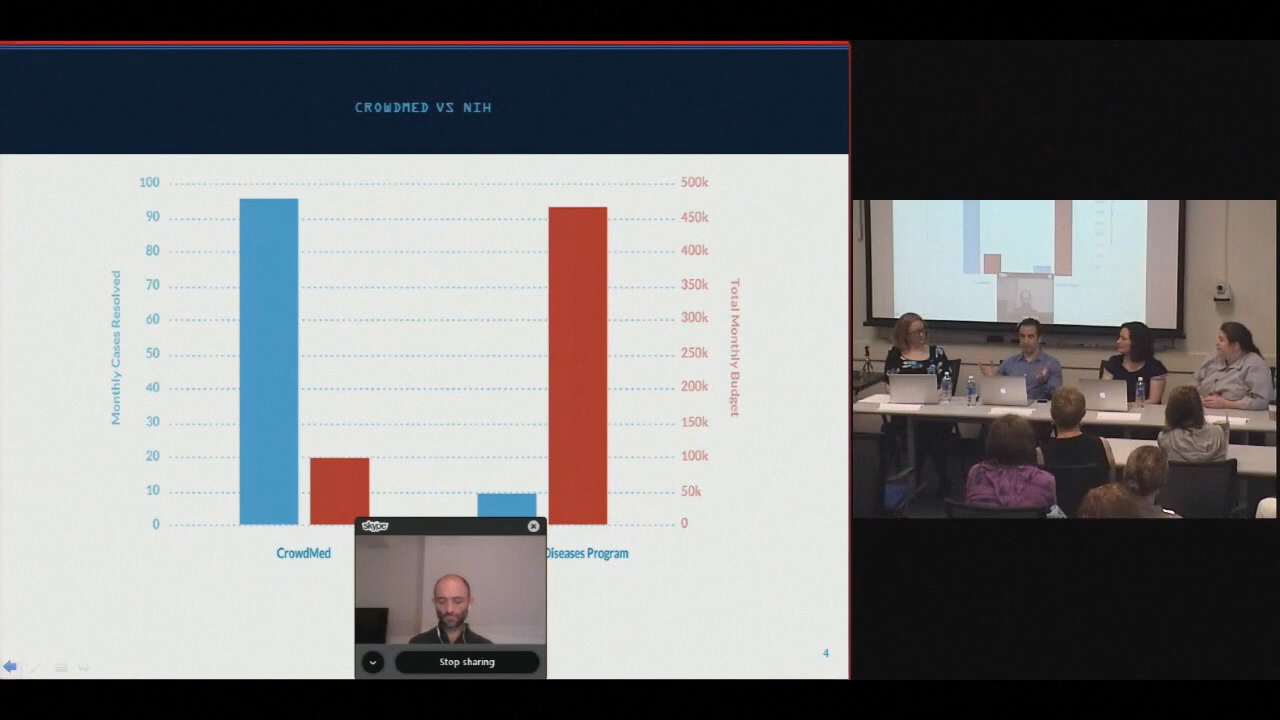 CROWDMED VS NIH
100
90
80
70
60
50
40
30
20
10
0
Monthly Cases Resolved
500k
450k
400k
350k
300k
250k
200k
150k
100k
50k
0
Total Monthly Budget
CrowdMed
Diseases Program
skype
Stop sharing
4